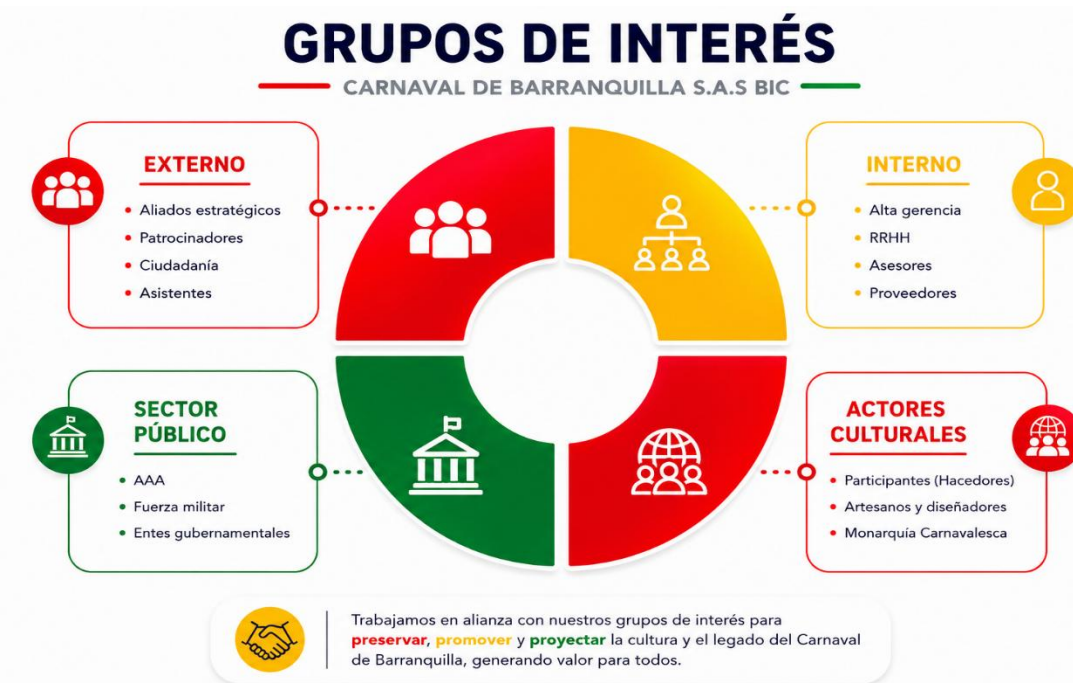 GRUPOS DE INTERÉS
CARNAVAL DE BARRANQUILLA S.A.S BIC
EXTERNO
• Aliados estratégicos
• Patrocinadores
• Ciudadanía
• Asistentes
INTERNO
• Alta gerencia
• RRHH
• Asesores
• Proveedores
SECTOR
PÚBLICO
• AAA
• Fuerza militar
• Entes gubernamentales
ACTORES
CULTURALES
• Participantes (Hacedores)
• Artesanos y diseñadores
• Monarquía Carnavalesca
Trabajamos en alianza con nuestros grupos de interés para
preservar, promover y proyectar la cultura y el legado del Carnaval
de Barranquilla, generando valor para todos.